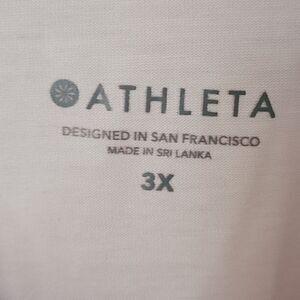 ATHLETA
DESIGNED IN SAN FRANCISCO
MADE IN SRI LANKA
3X